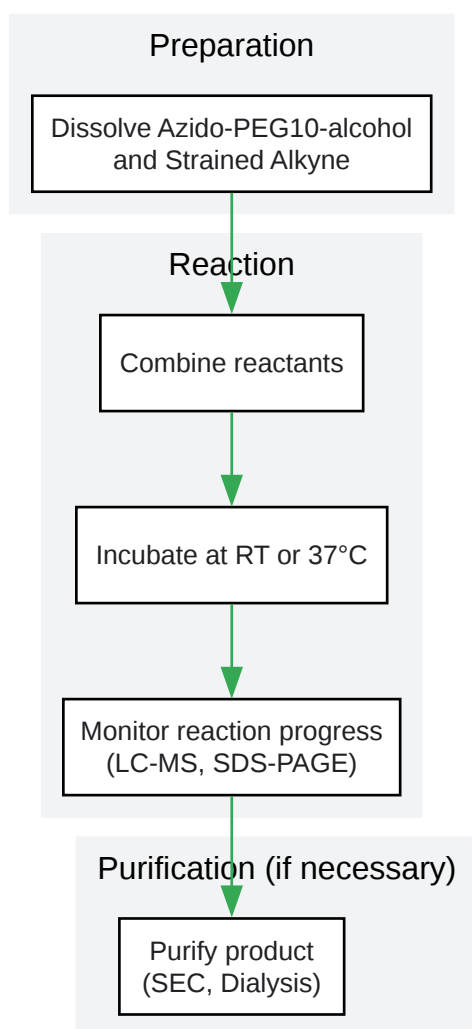 Preparation
Dissolve Azido-PEG10-alcohol
and Strained Alkyne
Reaction
Combine reactants
Incubate at RT or 37°C
Monitor reaction progress
(LC-MS, SDS-PAGE)
Purification (if necessary)
Purify product
(SEC, Dialysis)